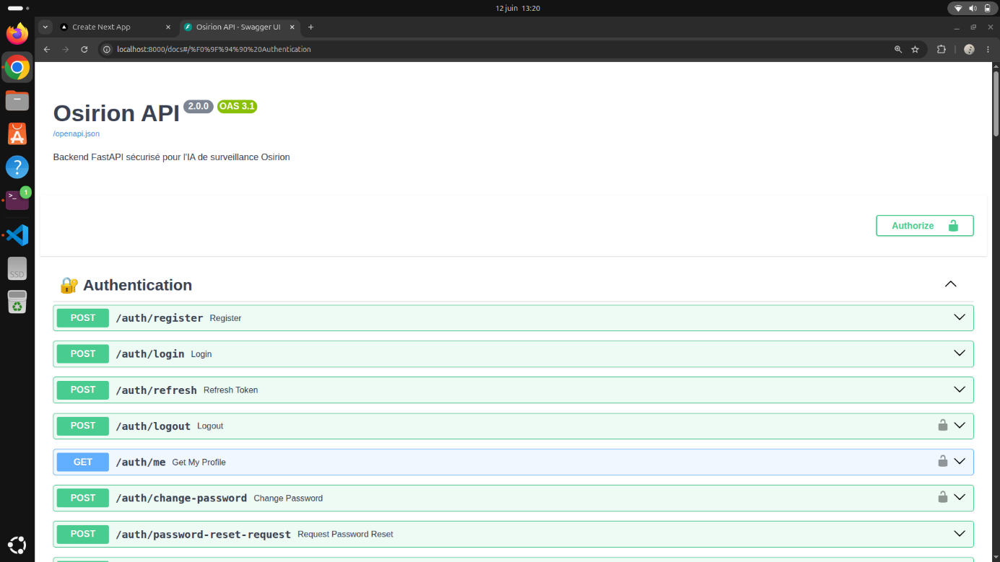 12 juin 13:20
Create Next App
Osirion API - Swagger UI
localhost:8000/docs#/%F0%9F%94%90%20Authentication
Osirion API 2.0.0 OAS 3.1
/openapi.json
Backend FastAPI sécurisé pour l'IA de surveillance Osirion
Authorize
Authentication
POST /auth/register Register
POST /auth/login Login
POST /auth/refresh Refresh Token
POST /auth/logout Logout
GET /auth/me Get My Profile
POST /auth/change-password Change Password
POST /auth/password-reset-request Request Password Reset
1
SSD